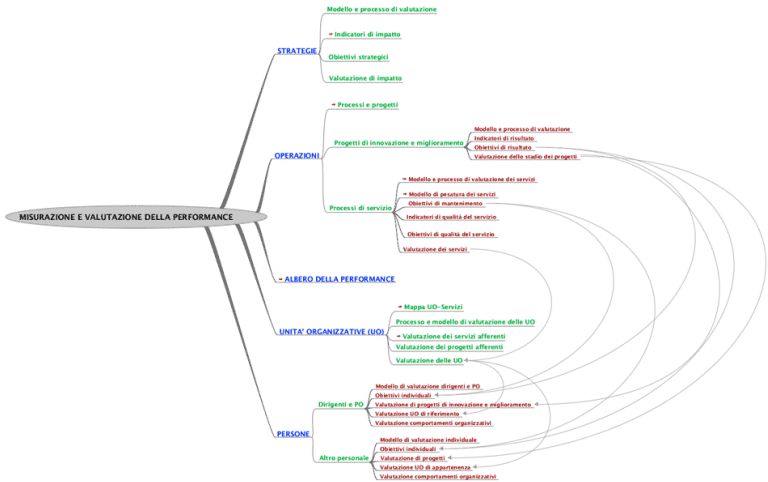 MISURAZIONE E VALUTAZIONE DELLA PERFORMANCE
STRATEGIE
Modello e processo di valutazione
Indicatori di impatto
Obiettivi strategici
Valutazione di impatto
OPERAZIONI
Processi e progetti
Progetti di innovazione e miglioramento
Modello e processo di valutazione
Indicatori di risultato
Obiettivi di risultato
Valutazione dello stadio dei progetti
Processi di servizio
Modello e processo di valutazione dei servizi
Modello di pesatura dei servizi
Obiettivi di mantenimento
Indicatori di qualità del servizio
Obiettivi di qualità del servizio
Valutazione dei servizi
ALBERO DELLA PERFORMANCE
UNITA' ORGANIZZATIVE (UO)
Mappa UO-Servizi
Processo e modello di valutazione delle UO
Valutazione dei servizi afferenti
Valutazione dei progetti afferenti
Valutazione delle UO
PERSONE
Dirigenti e PO
Modello di valutazione dirigenti e PO
Obiettivi individuali
Valutazione di progetti di innovazione e miglioramento
Valutazione UO di riferimento
Valutazione comportamenti organizzativi
Altro personale
Modello di valutazione individuale
Obiettivi individuali
Valutazione di progetti
Valutazione UO di appartenenza
Valutazione comportamenti organizzativi